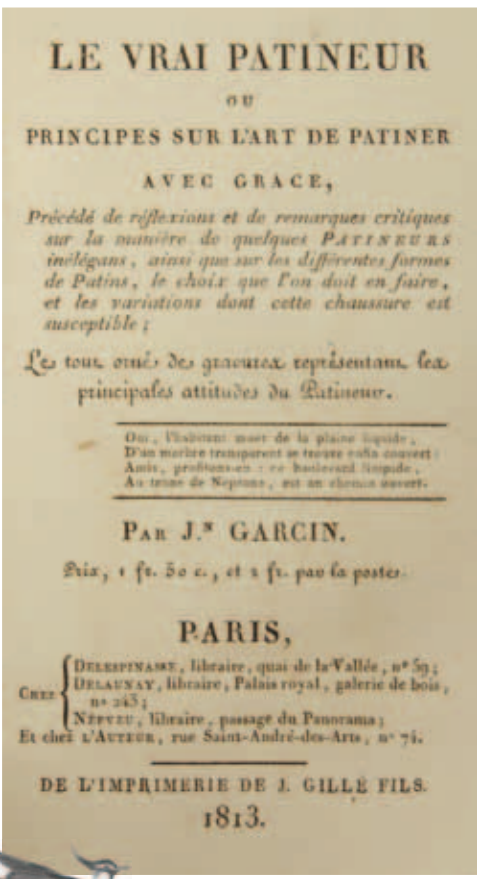 LE VRAI PATINEUR
OU
PRINCIPES SUR L'ART DE PATINER
AVEC GRACE,
Précédé de réflexions et de remarques critiques
sur la manière de quelques PATINEURS
inélégans, ainsi que sur les différentes formes
de Patins, le choix que l'on doit en faire,
et les variations dont cette chaussure est
susceptible ;
Le tout orné de gravures représentant les
principales attitudes du Patineur.
Oui, l'habitant muet de la plaine liquide,
D'un marbre transparent se trouve enfin couvert :
Amis, profitons-en : ce boulevard limpide,
Au trône de Neptune, est un chemin ouvert.
PAR J.N GARCIN.
Prix, 1 fr. 50 c., et 2 fr. par la poste.
PARIS,
CHEZ
DELESPINASSE, libraire, quai de la Vallée, n° 59 ;
DELAUNAY, libraire, Palais royal, galerie de bois,
n° 243 ;
NEPVEU, libraire, passage du Panorama ;
Et chez L'AUTEUR, rue Saint-André-des-Arts, n° 74.
DE L'IMPRIMERIE DE J. GILLÉ FILS.
1813.